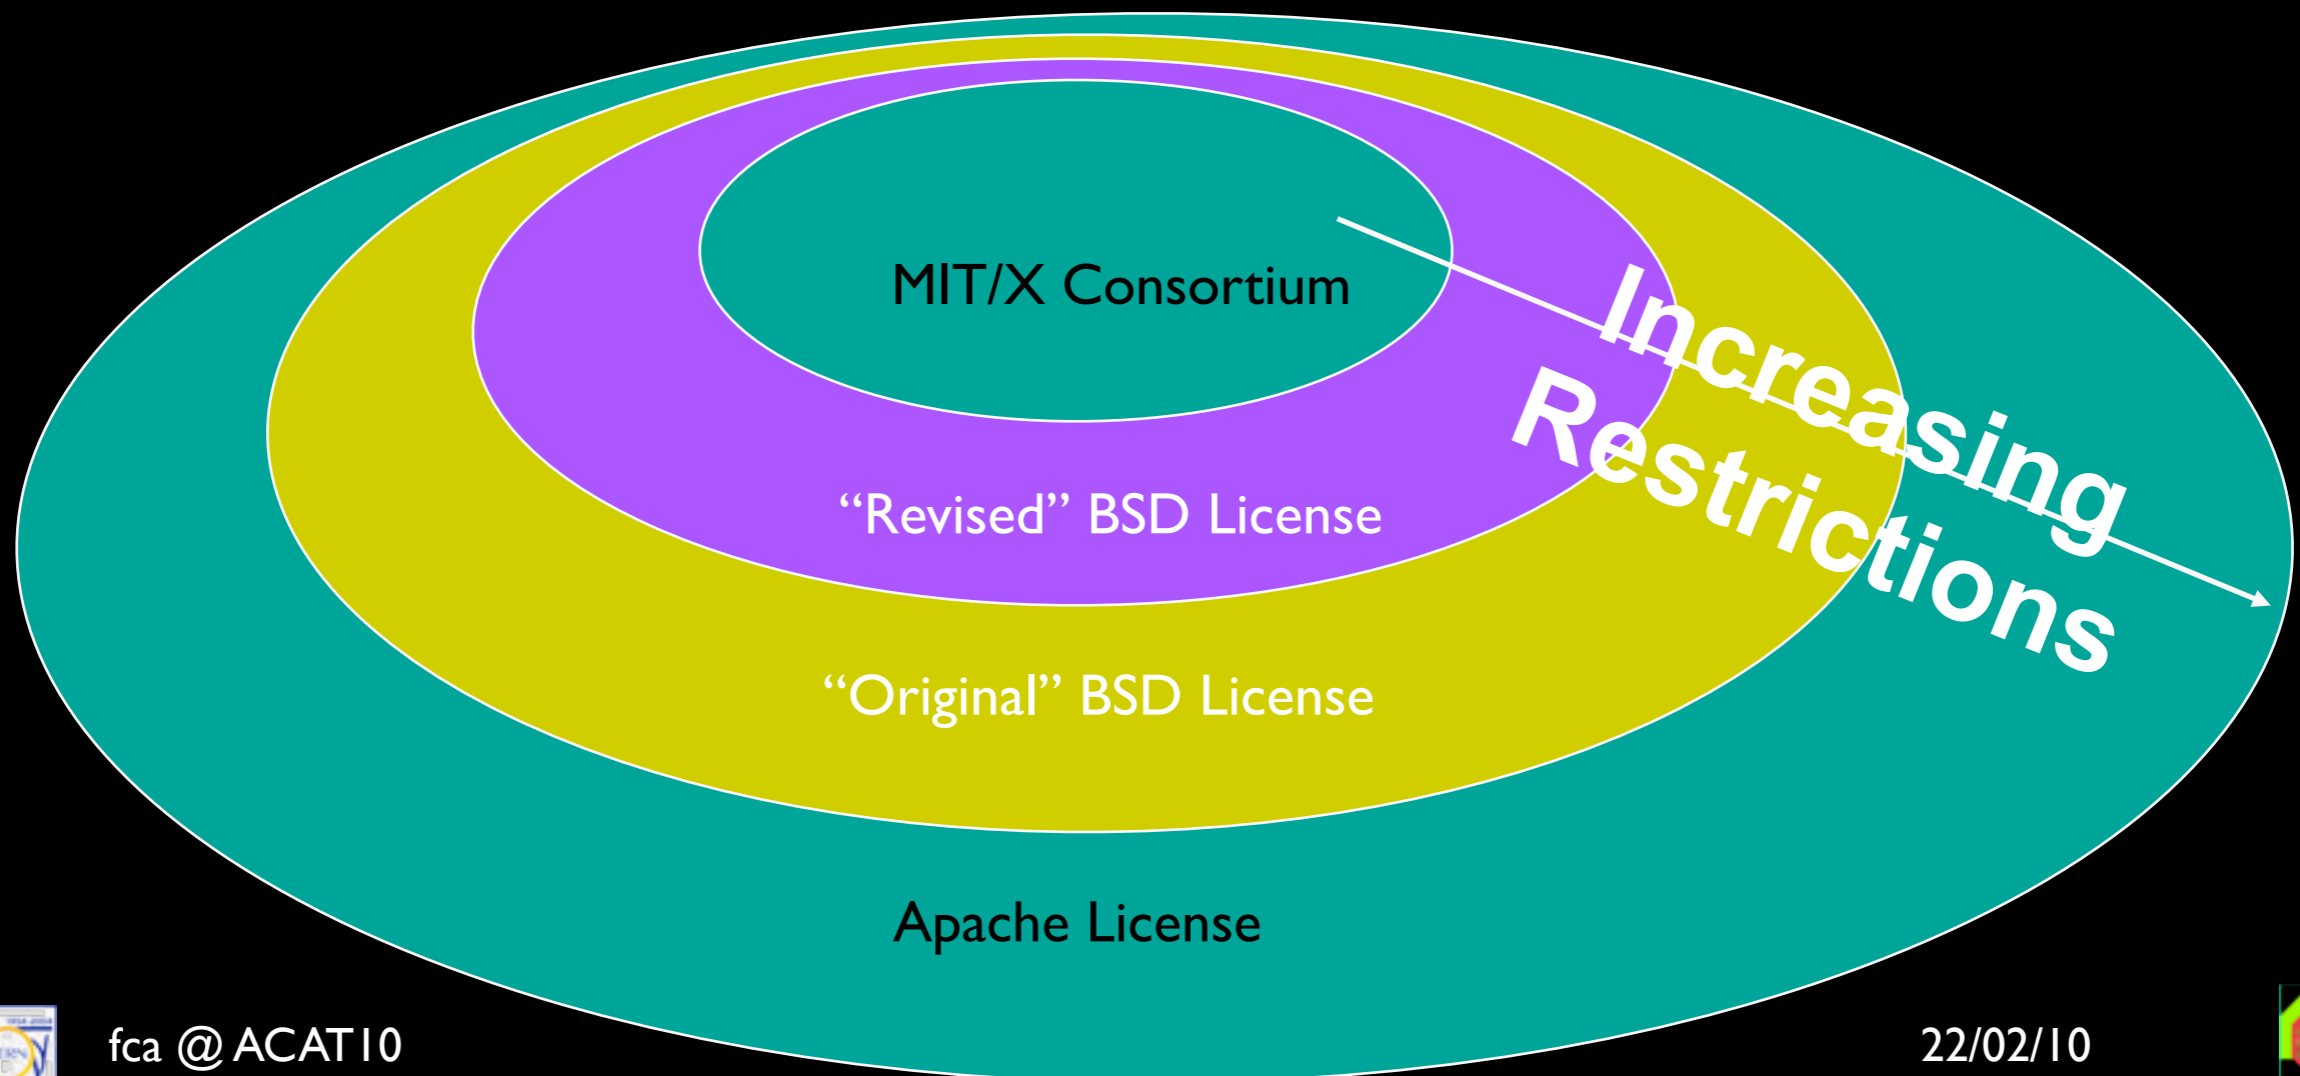 MIT/X Consortium
Increasing
Restrictions
“Revised” BSD License
“Original” BSD License
Apache License
fca @ ACAT10
22/02/10